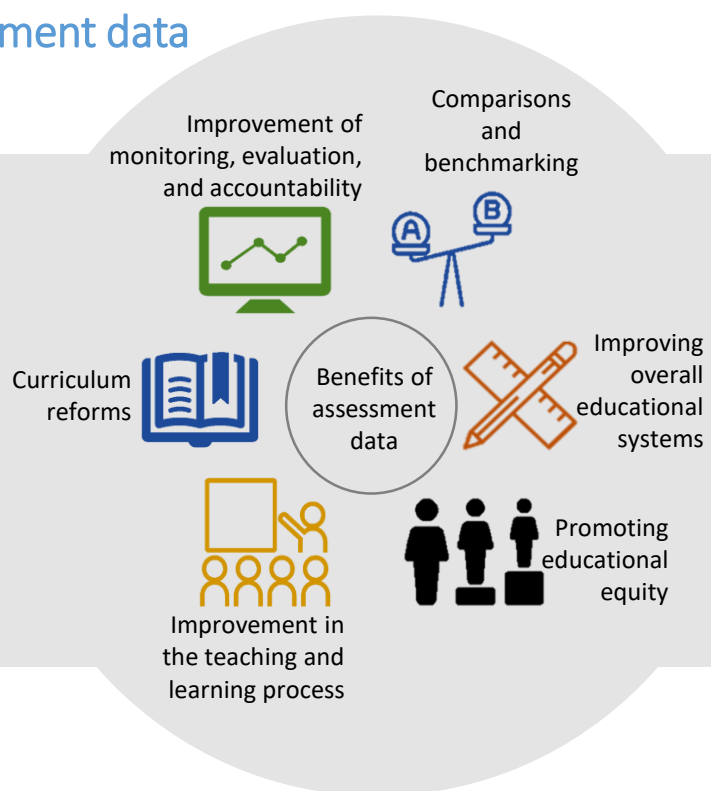 ment data
Comparisons
and
benchmarking
Improvement of
monitoring, evaluation,
and accountability
A
B
Improving
overall
educational
systems
Curriculum
reforms
Benefits of
assessment
data
Promoting
educational
equity
Improvement in
the teaching and
learning process